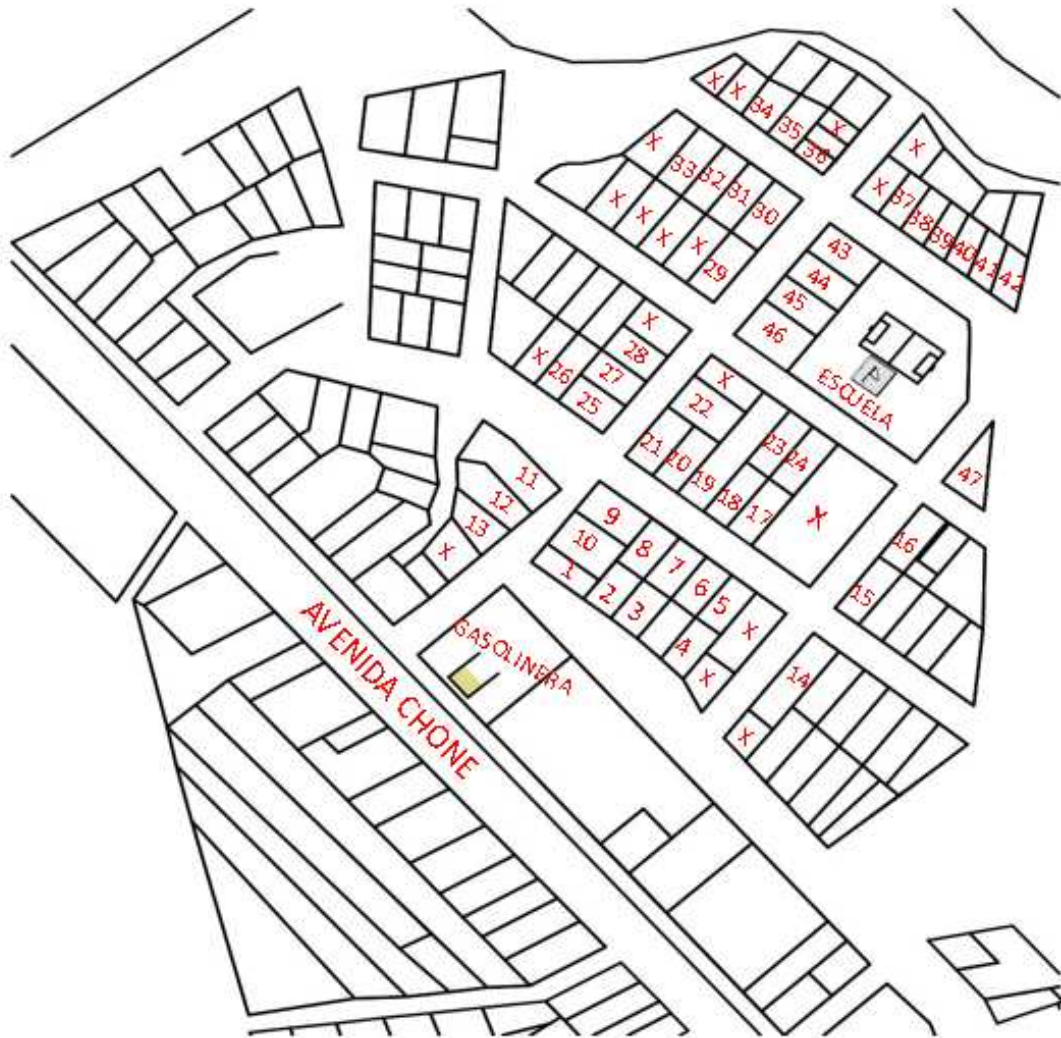 X X 34 35 X 36
X 33 32 31 30
X X X X 29
X X 37 38 39 40 41 42
43
44
45
46
ESCUELA
X
28
27
X 26 25
X
22
21 20 19 18 17
23 24
X
47
11
12
13
X
9 8 7 6 5 X
10
1 2 3 4 X
16
15
14
X
GASOLINERA
AVENIDA CHONE